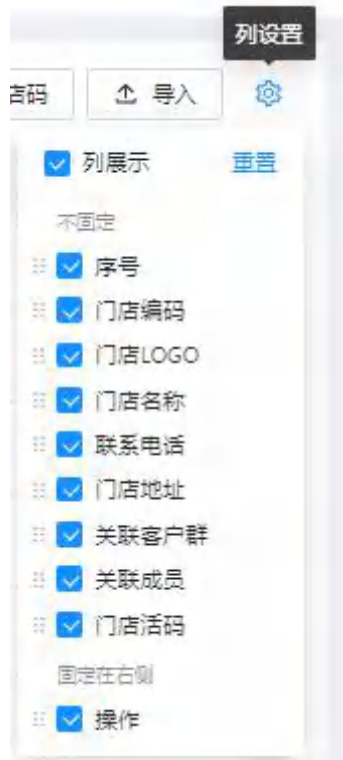 列设置
店码 导入
列展示 重置
不固定
序号
门店编码
门店LOGO
门店名称
联系电话
门店地址
关联客户群
关联成员
门店活码
固定在右侧
操作